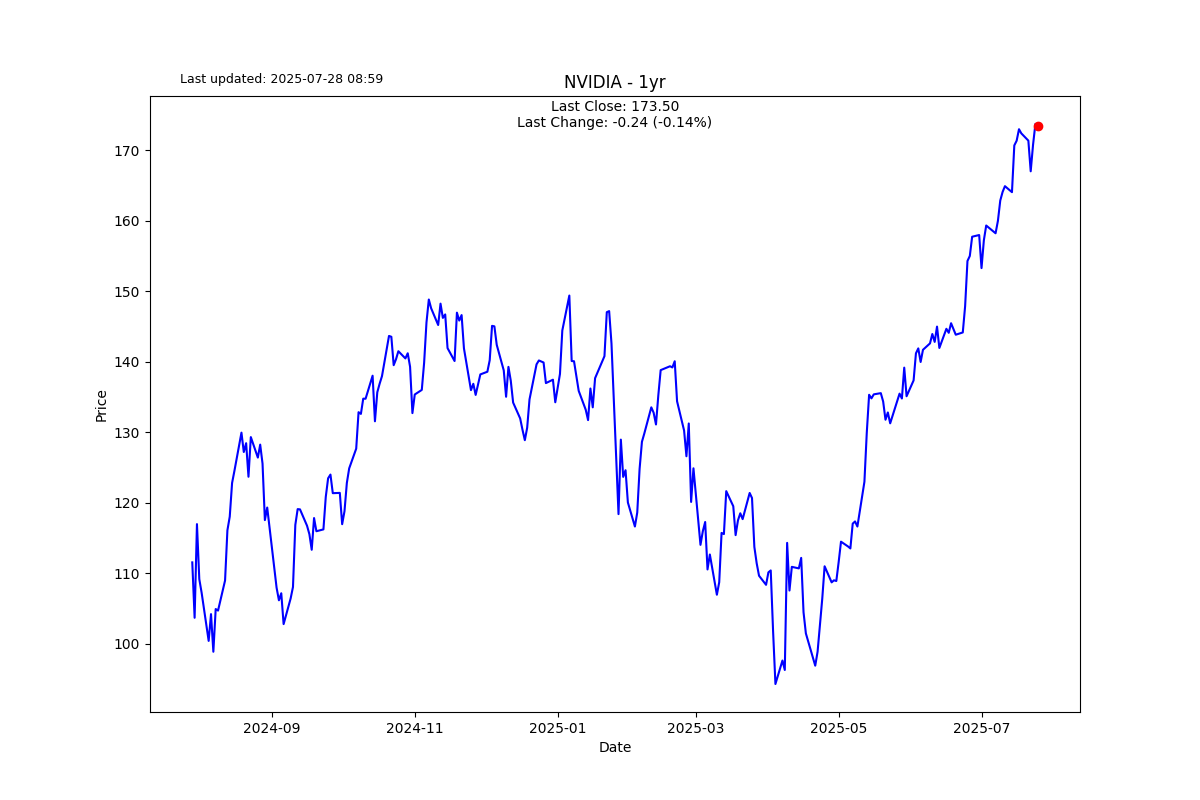 Last updated: 2025-07-28 08:59
NVIDIA - 1yr
Last Close: 173.50
Last Change: -0.24 (-0.14%)
Price
170
160
150
140
130
120
110
100
2024-09
2024-11
2025-01
2025-03
2025-05
2025-07
Date